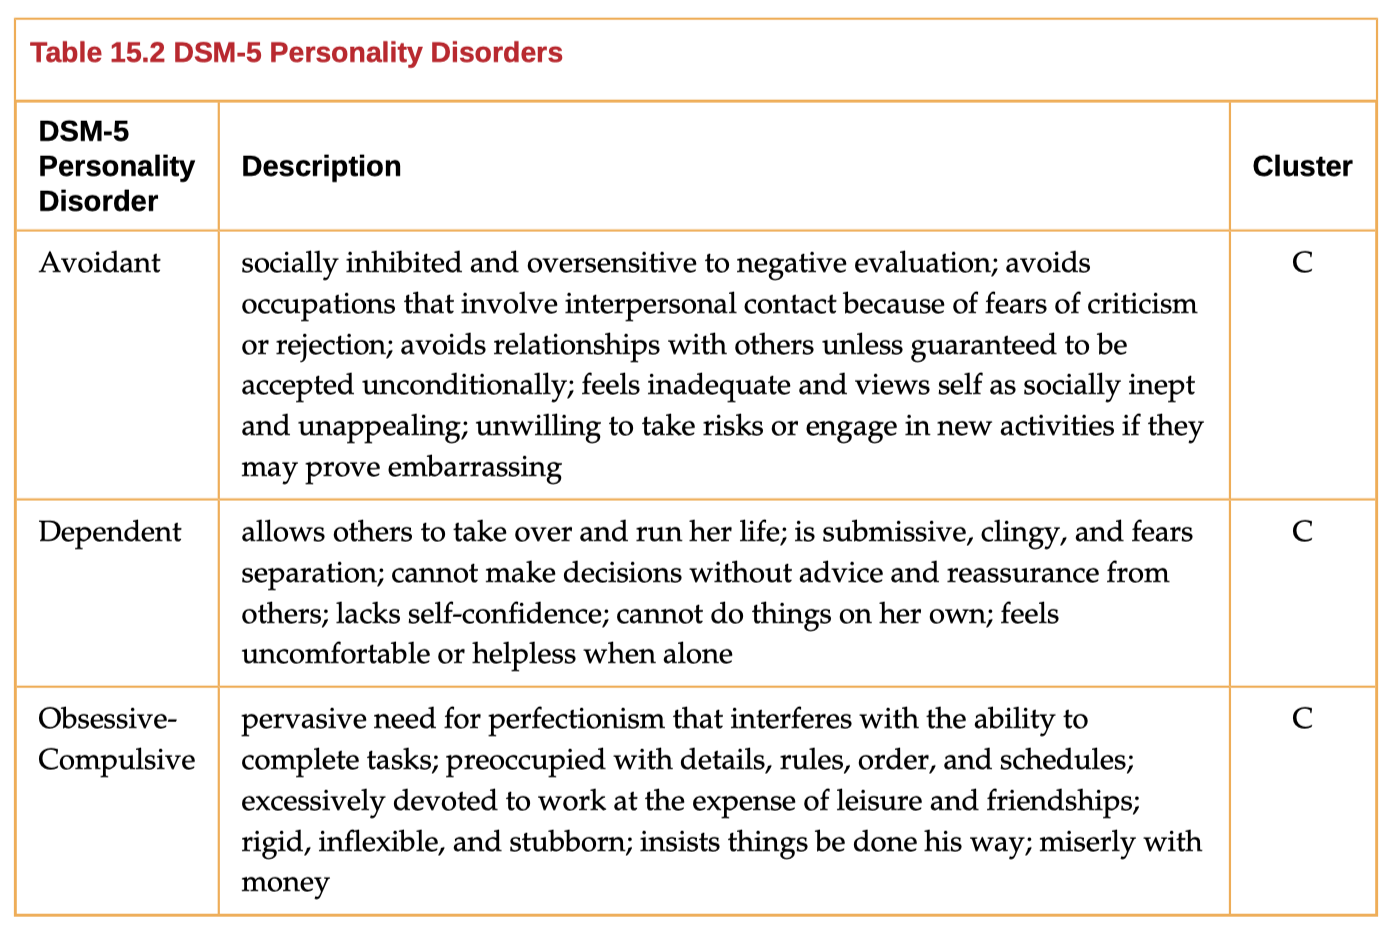 Table 15.2 DSM-5 Personality Disorders
DSM-5
Personality
Disorder
Description
Cluster
Avoidant
socially inhibited and oversensitive to negative evaluation; avoids
occupations that involve interpersonal contact because of fears of criticism
or rejection; avoids relationships with others unless guaranteed to be
accepted unconditionally; feels inadequate and views self as socially inept
and unappealing; unwilling to take risks or engage in new activities if they
may prove embarrassing
C
Dependent
allows others to take over and run her life; is submissive, clingy, and fears
separation; cannot make decisions without advice and reassurance from
others; lacks self-confidence; cannot do things on her own; feels
uncomfortable or helpless when alone
C
Obsessive-
Compulsive
pervasive need for perfectionism that interferes with the ability to
complete tasks; preoccupied with details, rules, order, and schedules;
excessively devoted to work at the expense of leisure and friendships;
rigid, inflexible, and stubborn; insists things be done his way; miserly with
money
C